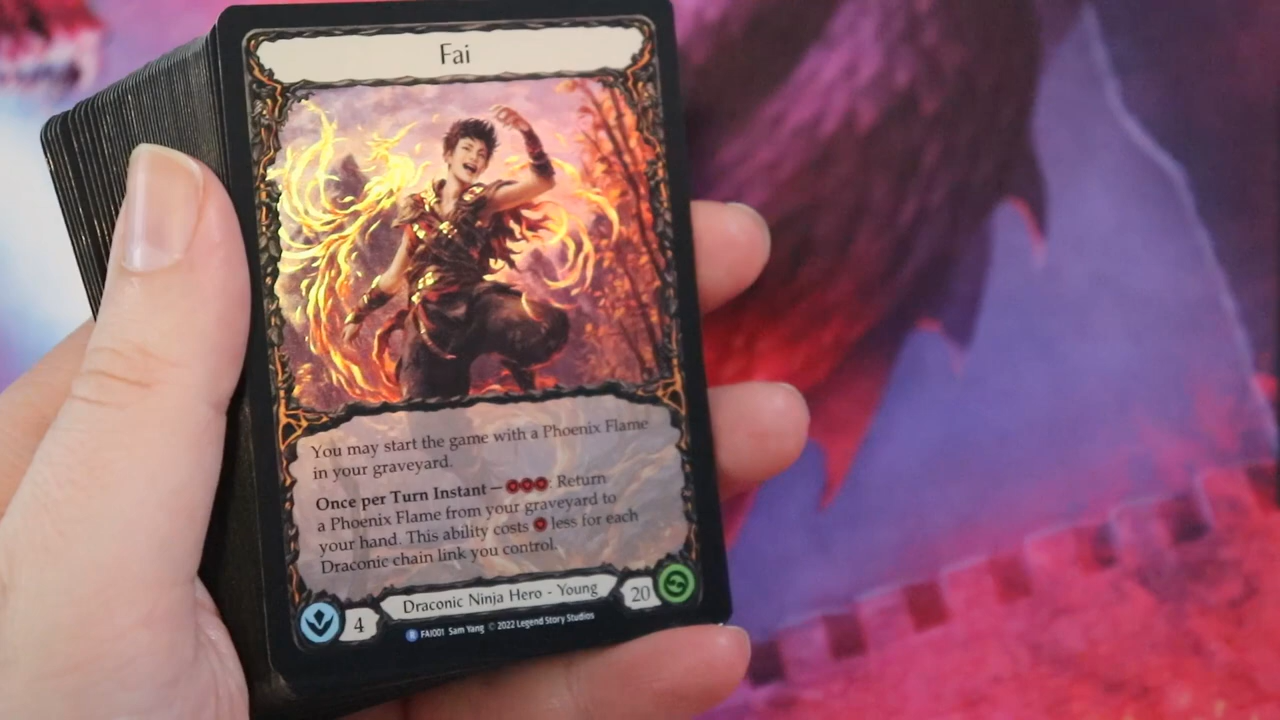 Fai
You may start the game with a Phoenix Flame
in your graveyard.
Once per Turn Instant — : Return
a Phoenix Flame from your graveyard to
your hand. This ability costs less for each
Draconic chain link you control.
4
Draconic Ninja Hero - Young
20
R FAI001 Sam Yang © 2022 Legend Story Studios